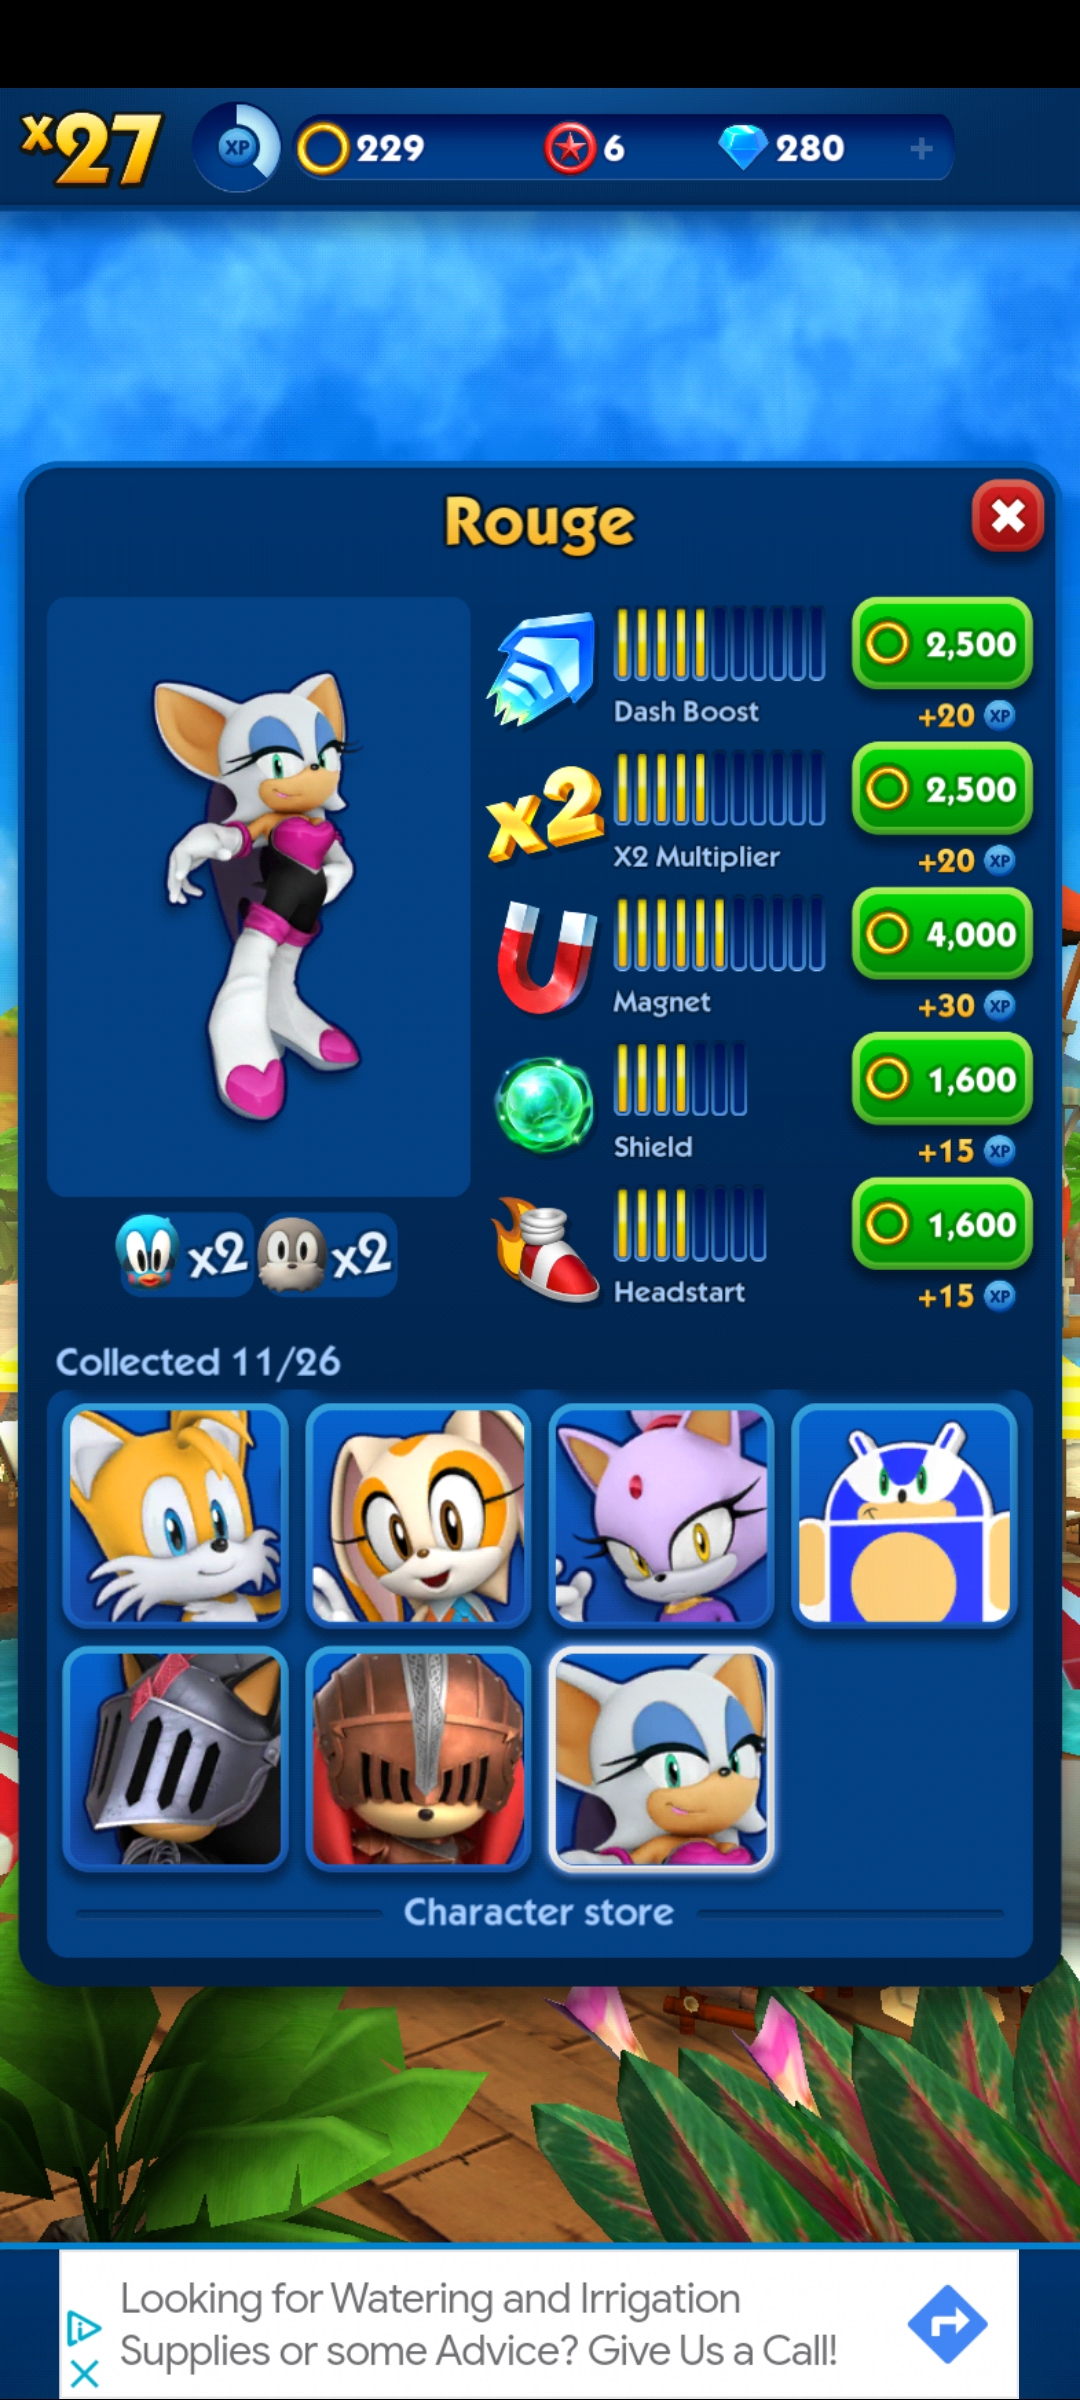 x27 XP 229 6 280 +
Rouge
2,500
Dash Boost +20 XP
x2 2,500
X2 Multiplier +20 XP
4,000
Magnet +30 XP
1,600
Shield +15 XP
x2 x2 1,600
Headstart +15 XP
Collected 11/26
Character store
Looking for Watering and Irrigation
Supplies or some Advice? Give Us a Call!